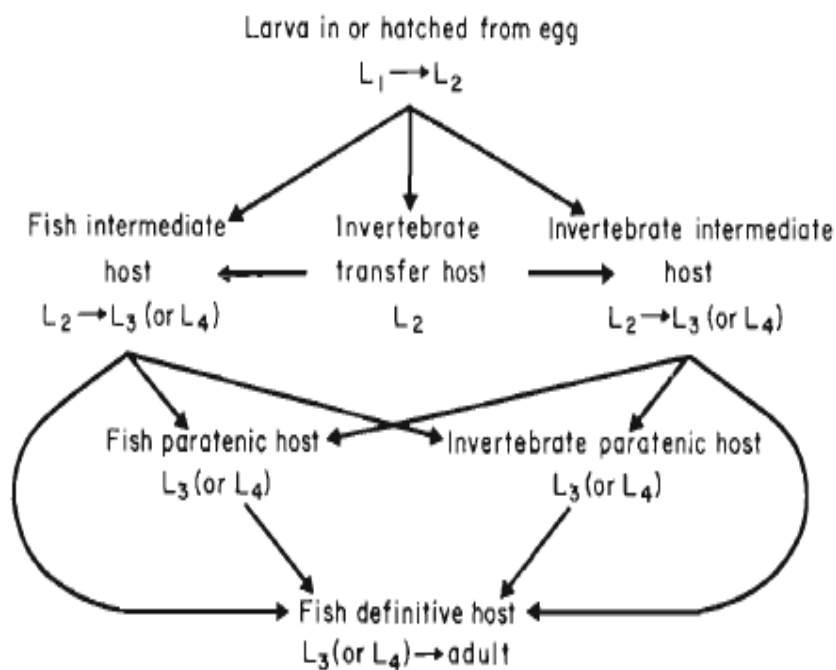 Larva in or hatched from egg
L₁→L₂
Fish intermediate
host
L₂→L₃ (or L₄)
Invertebrate
transfer host
L₂
Invertebrate intermediate
host
L₂→L₃ (or L₄)
Fish paratenic host
L₃ (or L₄)
Invertebrate paratenic host
L₃ (or L₄)
Fish definitive host
L₃ (or L₄)→adult